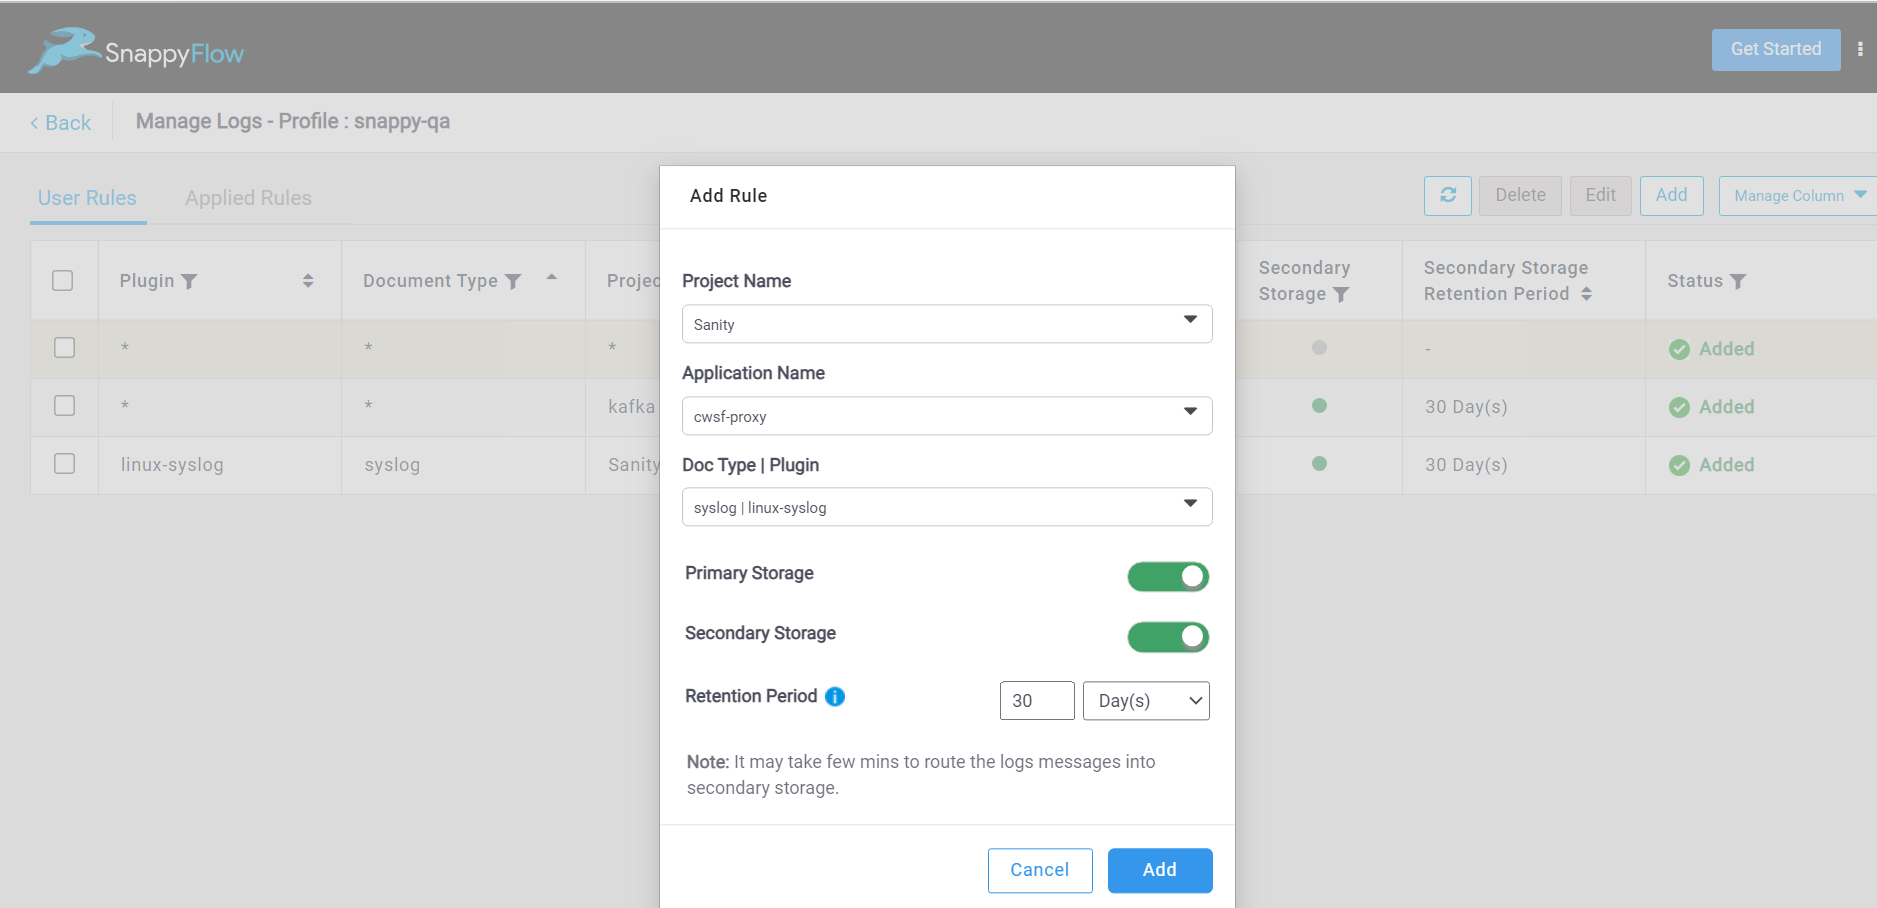 SnappyFlow
Get Started
Back
Manage Logs - Profile : snappy-qa
User Rules
Applied Rules
Delete
Edit
Add
Manage Column
Plugin
Document Type
Secondary
Storage
Secondary Storage
Retention Period
Status
* * *
-
Added
* * kafka
30 Day(s)
Added
linux-syslog syslog Sanity
30 Day(s)
Added
Add Rule
Project Name
Sanity
Application Name
cwsf-proxy
Doc Type | Plugin
syslog | linux-syslog
Primary Storage
Secondary Storage
Retention Period
30
Day(s)
Note: It may take few mins to route the logs messages into
secondary storage.
Cancel
Add